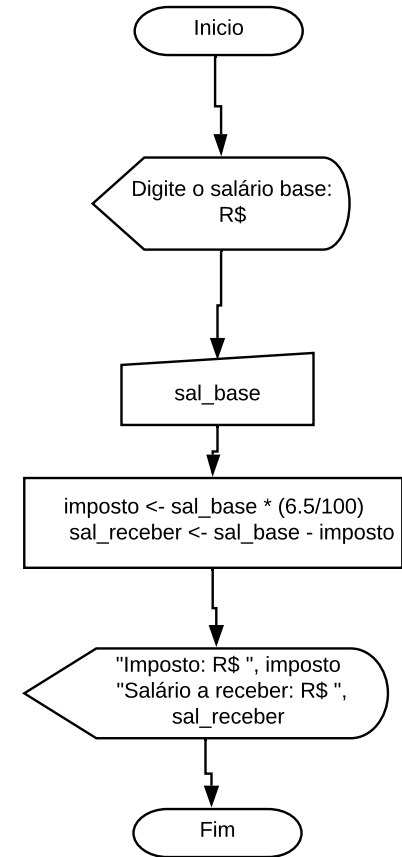 Inicio
Digite o salário base:
R$
sal_base
imposto <- sal_base * (6.5/100)
sal_receber <- sal_base - imposto
"Imposto: R$ ", imposto
"Salário a receber: R$ ",
sal_receber
Fim